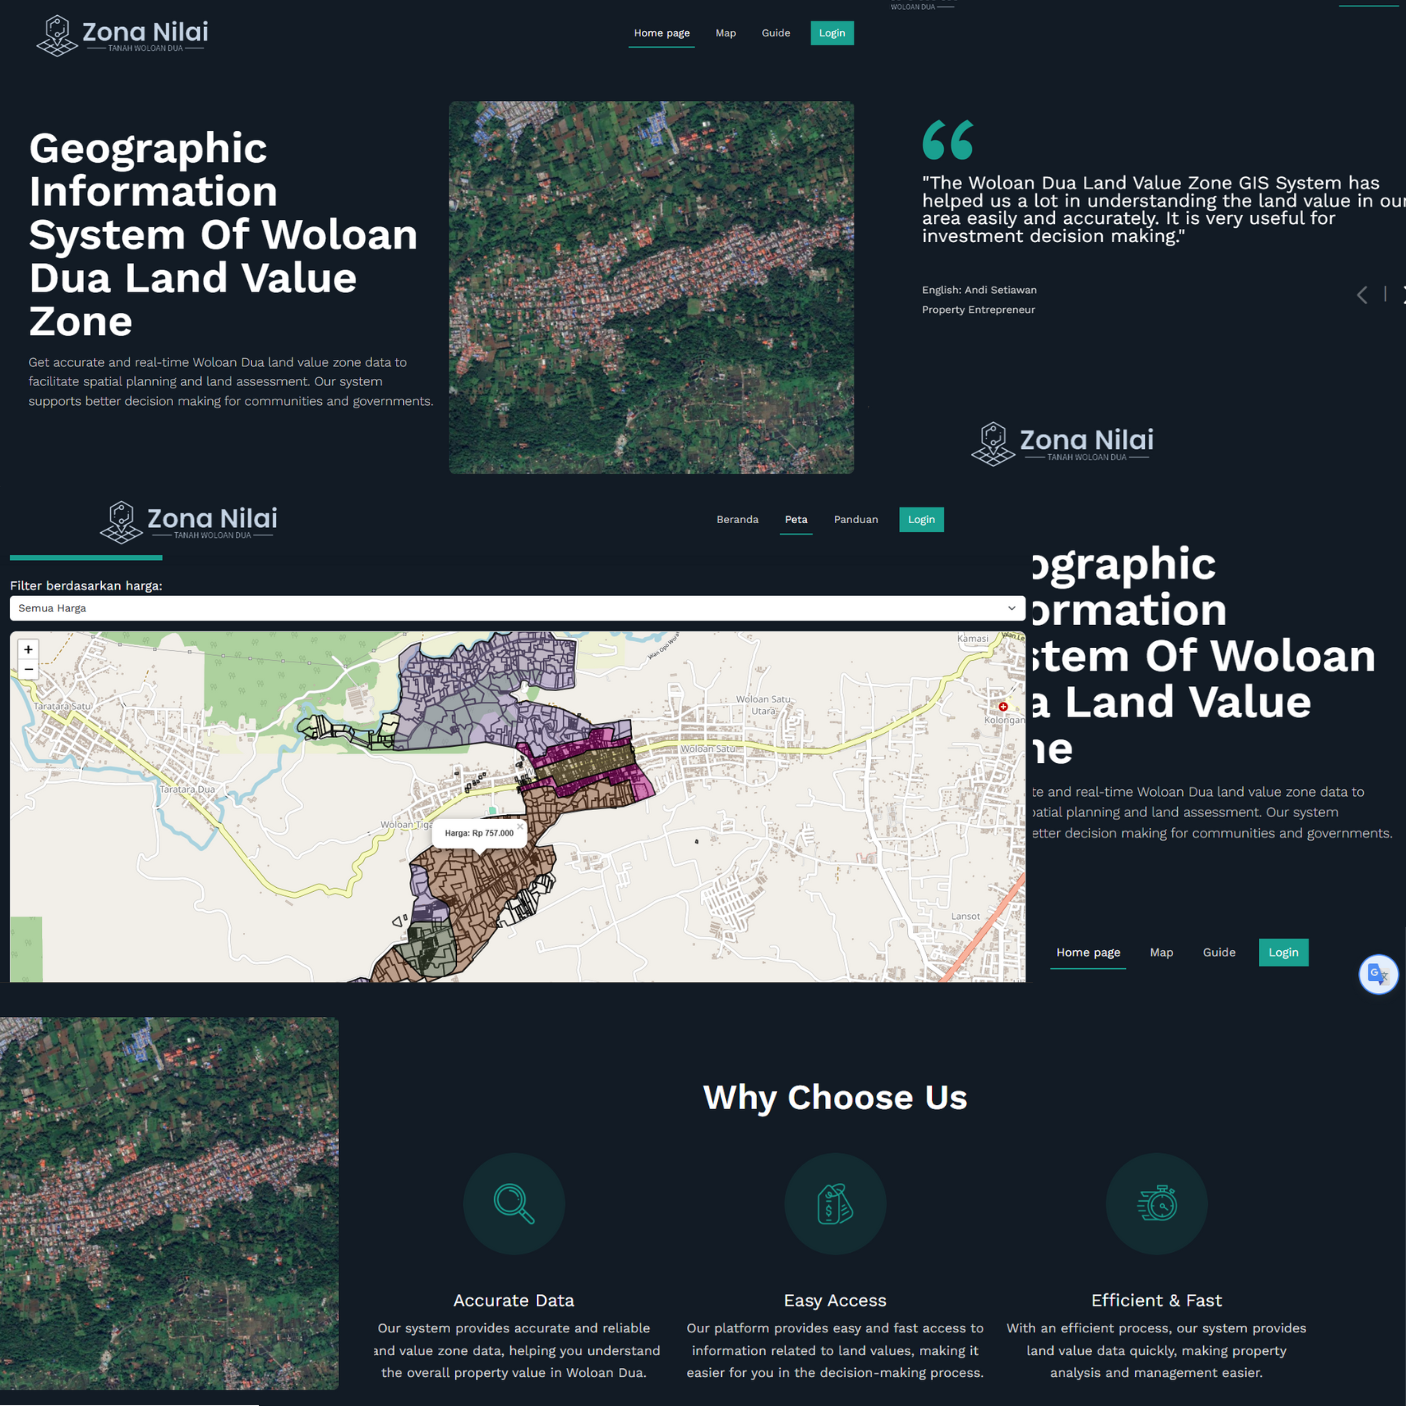 Zona Nilai
TANAH WOLOAN DUA
Home page
Map
Guide
Login
WOLOAN DUA
Geographic
Information
System Of Woloan
Dua Land Value
Zone
Get accurate and real-time Woloan Dua land value zone data to
facilitate spatial planning and land assessment. Our system
supports better decision making for communities and governments.
"The Woloan Dua Land Value Zone GIS System has
helped us a lot in understanding the land value in our
area easily and accurately. It is very useful for
investment decision making."
English: Andi Setiawan
Property Entrepreneur
Zona Nilai
TANAH WOLOAN DUA
Zona Nilai
TANAH WOLOAN DUA
Beranda
Peta
Panduan
Login
Filter berdasarkan harga:
Semua Harga
+
−
Taratara Satu
Taratara Dua
Woloan Tiga
Woloan Satu
Utara
Woloan Satu
Kamasi
Kolongan
Lansot
Harga: Rp 757.000
×
ographic
ormation
stem Of Woloan
a Land Value
ne
te and real-time Woloan Dua land value zone data to
patial planning and land assessment. Our system
etter decision making for communities and governments.
Home page
Map
Guide
Login
G
Why Choose Us
Accurate Data
Our system provides accurate and reliable
and value zone data, helping you understand
the overall property value in Woloan Dua.
Easy Access
Our platform provides easy and fast access to
information related to land values, making it
easier for you in the decision-making process.
Efficient & Fast
With an efficient process, our system provides
land value data quickly, making property
analysis and management easier.